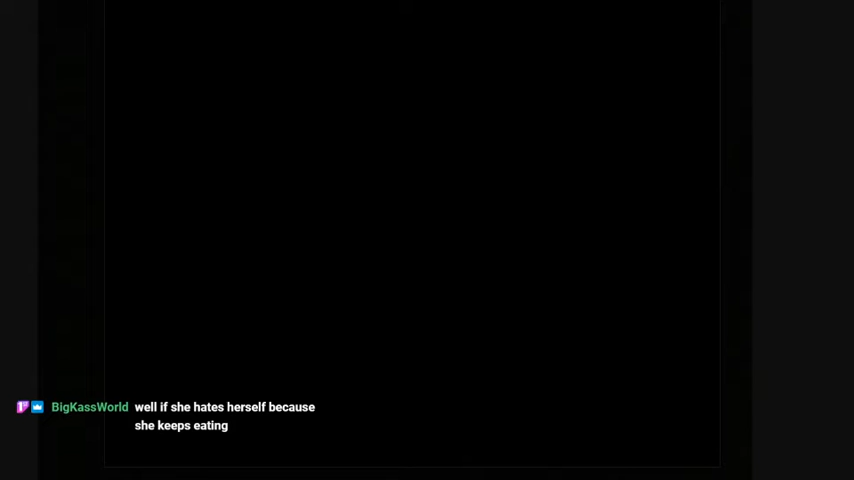 BigKassWorld well if she hates herself because
she keeps eating